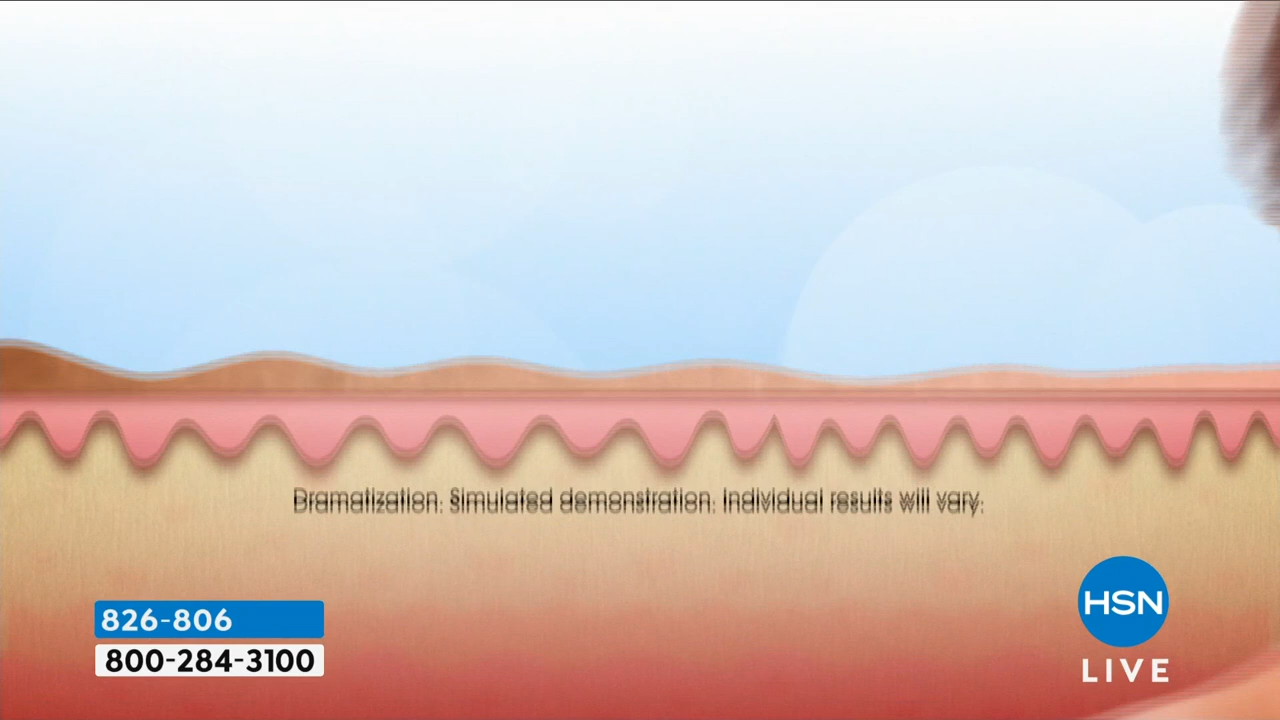 Dramatization. Simulated demonstration. Individual results will vary.
826-806
800-284-3100
HSN
LIVE